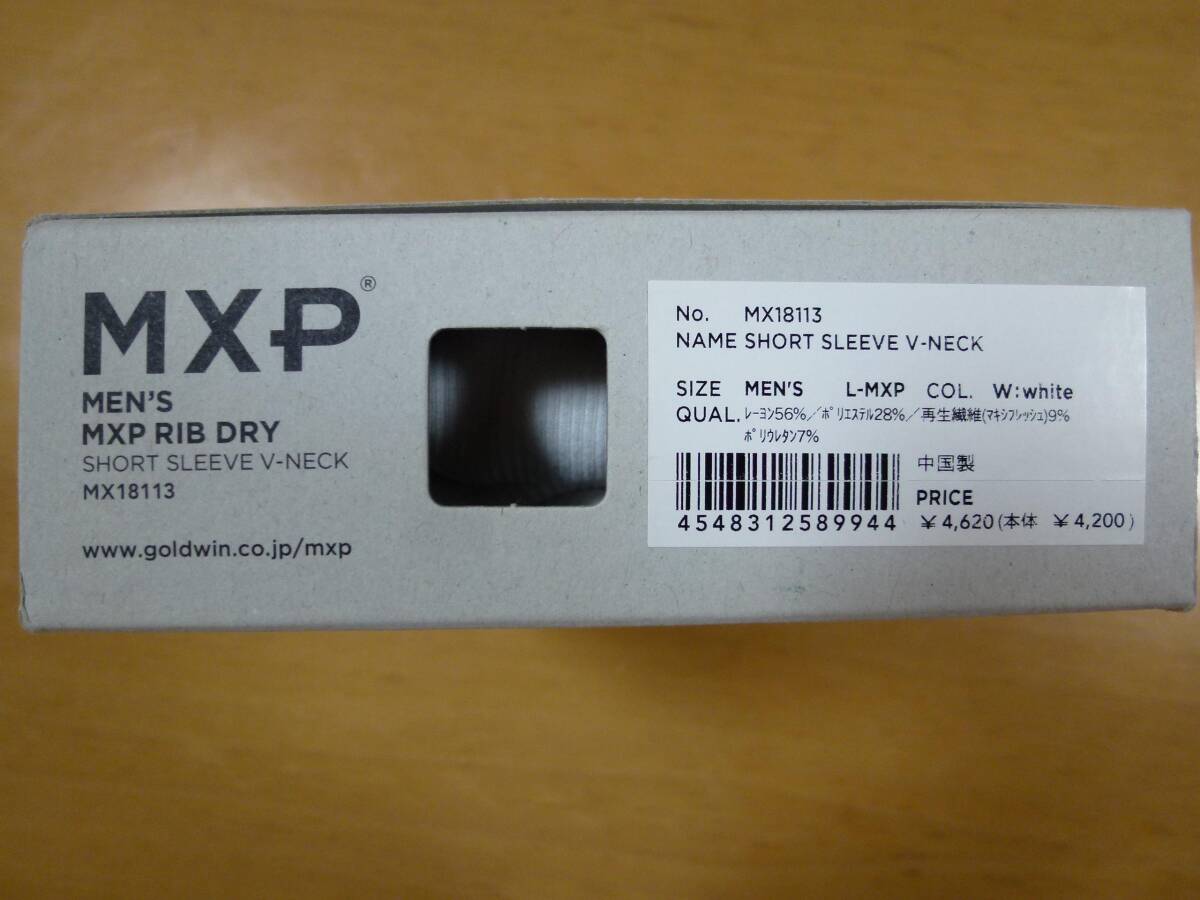 MXP®
MEN'S
MXP RIB DRY
SHORT SLEEVE V-NECK
MX18113
www.goldwin.co.jp/mxp
No. MX18113
NAME SHORT SLEEVE V-NECK
SIZE MEN'S L-MXP COL. W:white
QUAL. ﾚｰﾖﾝ56%/ﾎﾟﾘｴｽﾃﾙ28%/再生繊維(ﾏｷｼﾌﾚｯｼｭ)9%
ﾎﾟﾘｳﾚﾀﾝ7%
中国製
PRICE
4548312589944 ¥4,620(本体 ¥4,200)